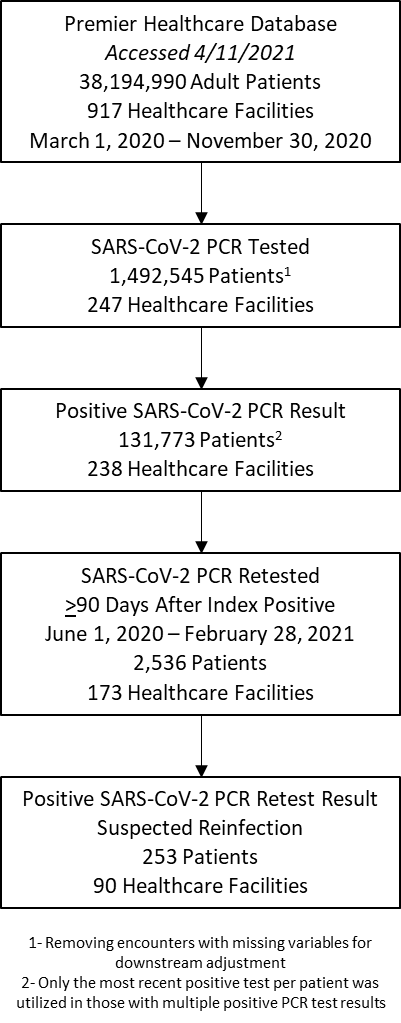 Premier Healthcare Database
Accessed 4/11/2021
38,194,990 Adult Patients
917 Healthcare Facilities
March 1, 2020 – November 30, 2020
SARS-CoV-2 PCR Tested
1,492,545 Patients¹
247 Healthcare Facilities
Positive SARS-CoV-2 PCR Result
131,773 Patients²
238 Healthcare Facilities
SARS-CoV-2 PCR Retested
≥90 Days After Index Positive
June 1, 2020 – February 28, 2021
2,536 Patients
173 Healthcare Facilities
Positive SARS-CoV-2 PCR Retest Result
Suspected Reinfection
253 Patients
90 Healthcare Facilities
1- Removing encounters with missing variables for
downstream adjustment
2- Only the most recent positive test per patient was
utilized in those with multiple positive PCR test results